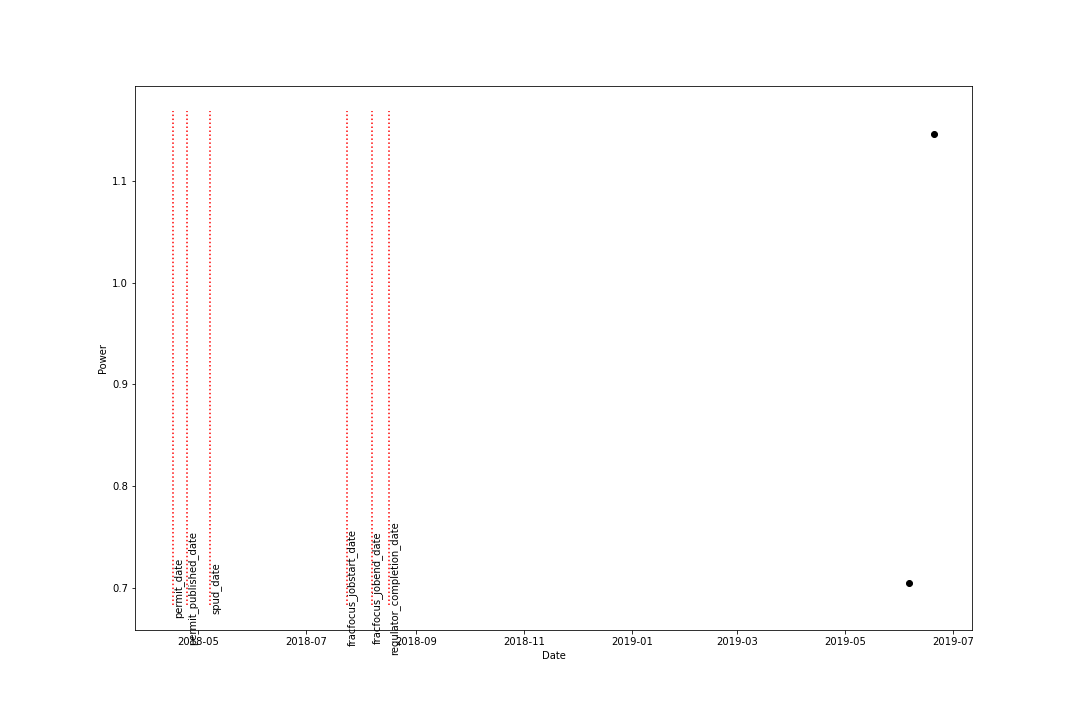 1.1
1.0
0.9
0.8
0.7
Power
permit_date
permit_published_date
spud_date
fracfocus_jobstart_date
fracfocus_jobend_date
regulator_completion_date
2018-05
2018-07
2018-09
2018-11
2019-01
2019-03
2019-05
2019-07
Date